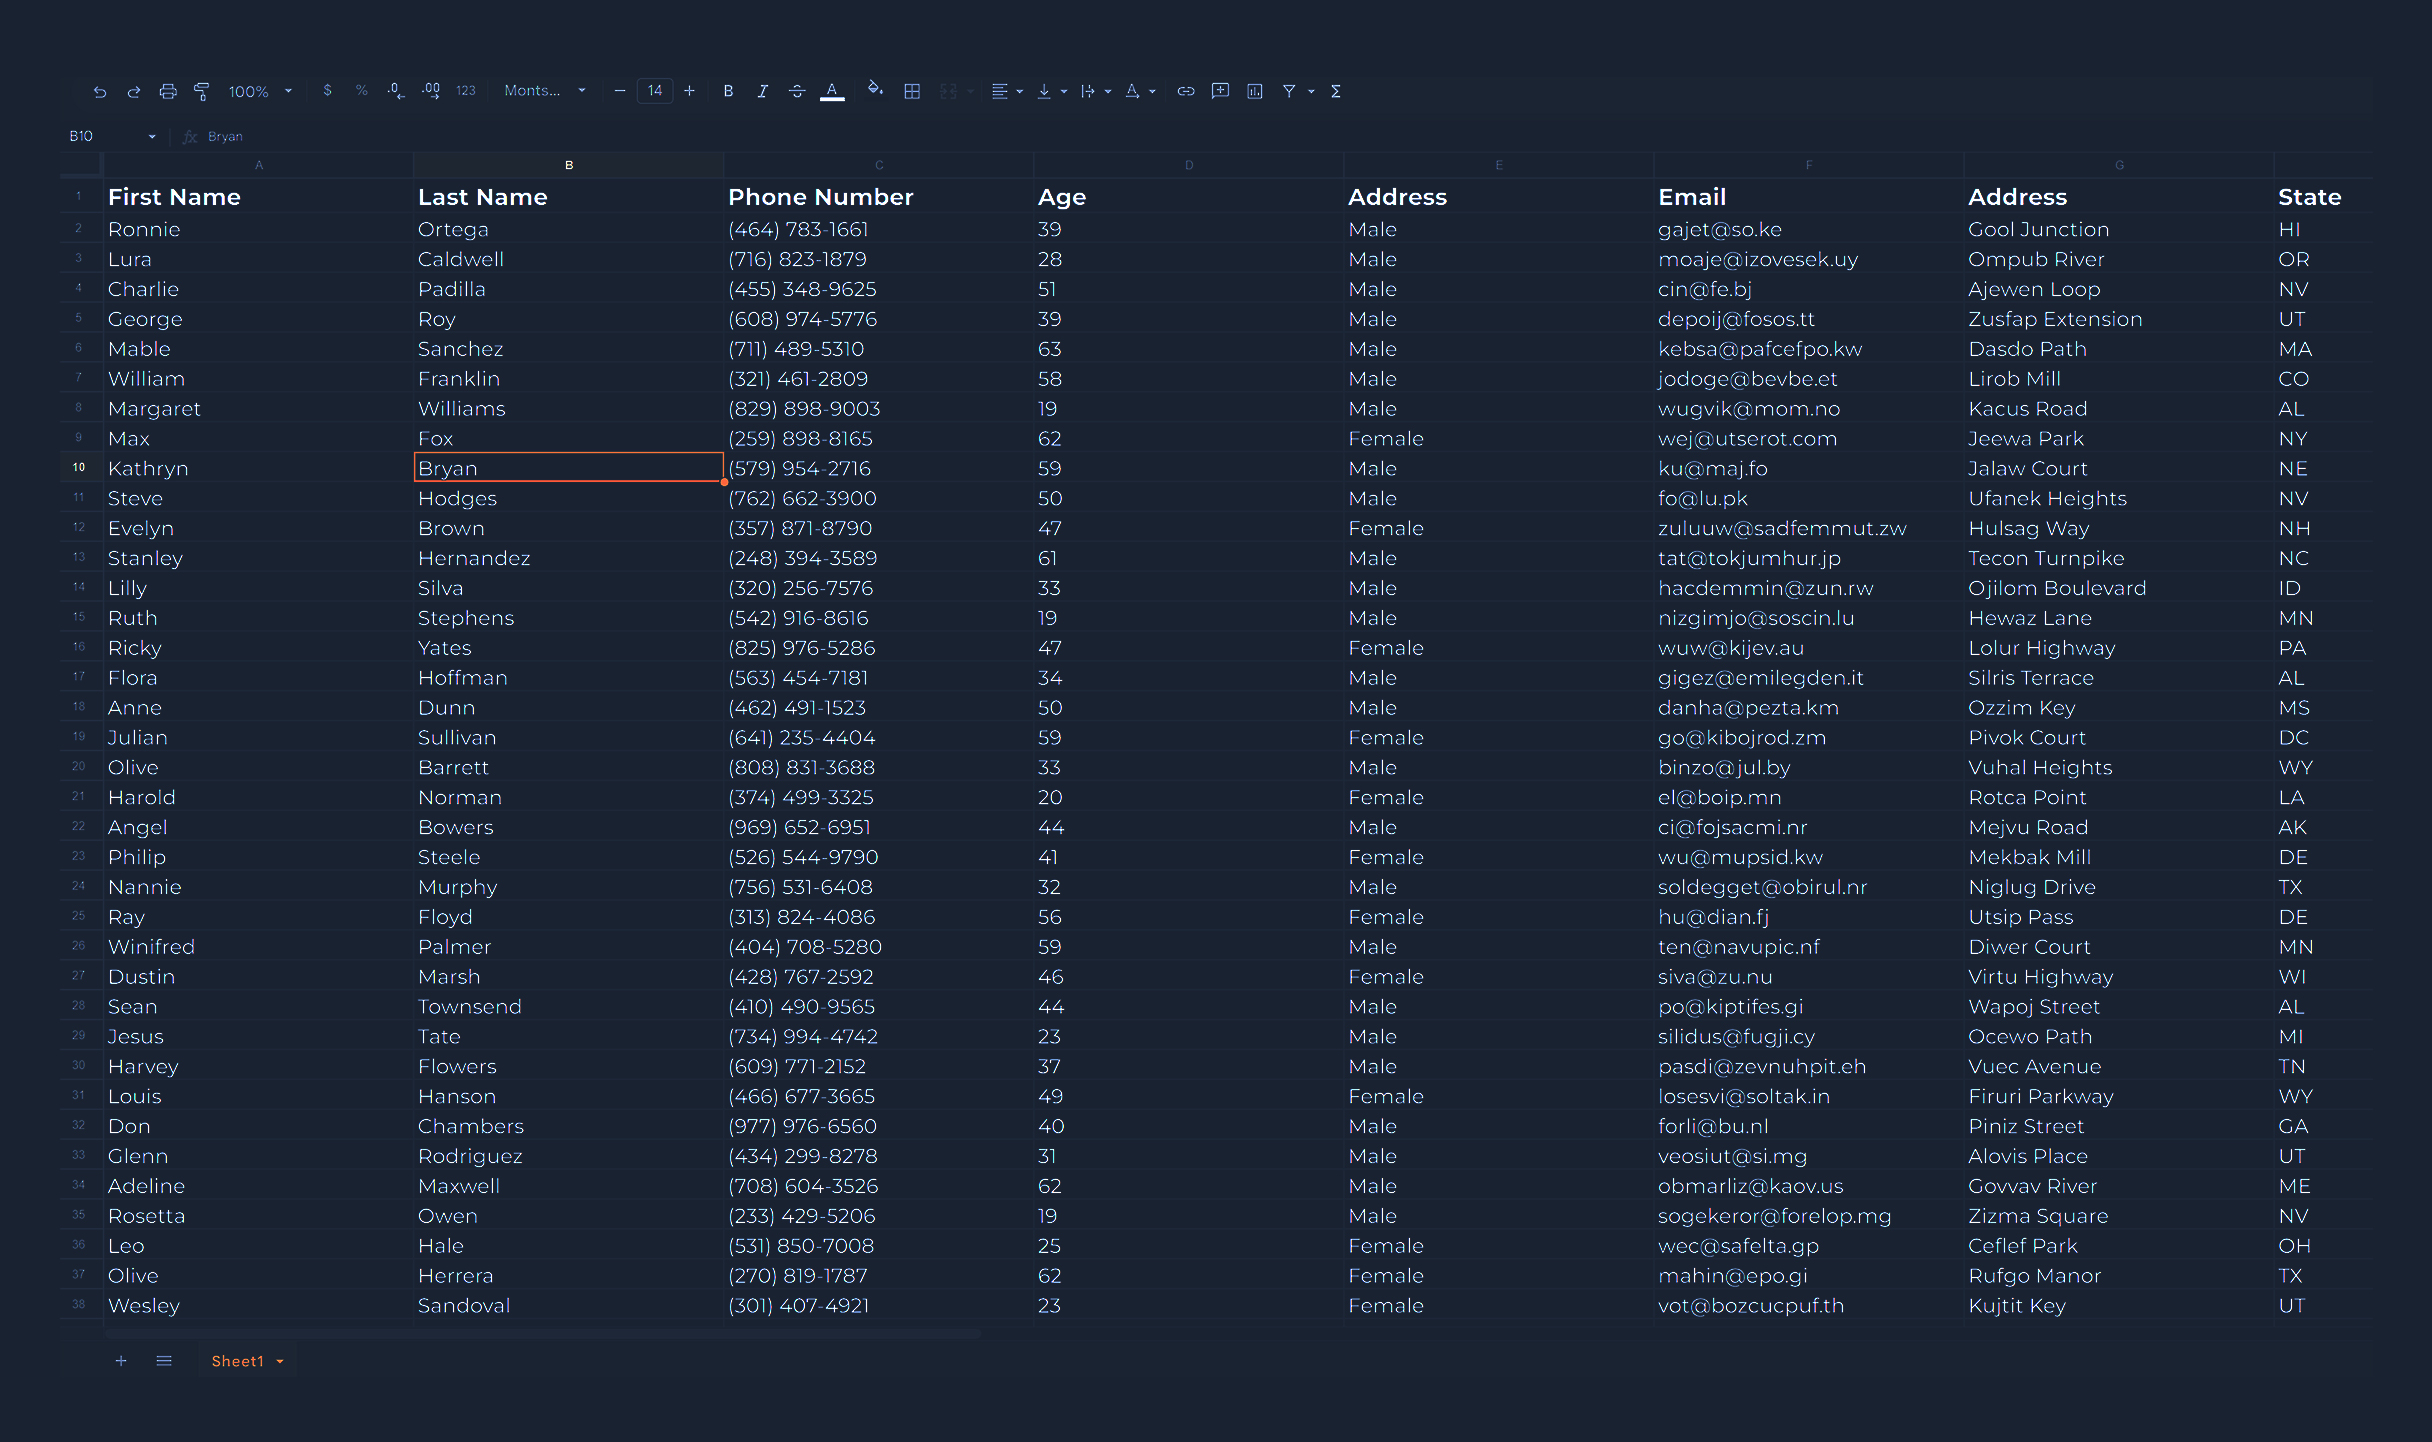 100% $ % .0 .00 123 Monts... 14 B I S A
B10 fx Bryan
A B C D E F G
1 First Name Last Name Phone Number Age Address Email Address State
2 Ronnie Ortega (464) 783-1661 39 Male gajet@so.ke Gool Junction HI
3 Lura Caldwell (716) 823-1879 28 Male moaje@izovesek.uy Ompub River OR
4 Charlie Padilla (455) 348-9625 51 Male cin@fe.bj Ajewen Loop NV
5 George Roy (608) 974-5776 39 Male depoij@fosos.tt Zusfap Extension UT
6 Mable Sanchez (711) 489-5310 63 Male kebsa@pafcefpo.kw Dasdo Path MA
7 William Franklin (321) 461-2809 58 Male jodoge@bevbe.et Lirob Mill CO
8 Margaret Williams (829) 898-9003 19 Male wugvik@mom.no Kacus Road AL
9 Max Fox (259) 898-8165 62 Female wej@utserot.com Jeewa Park NY
10 Kathryn Bryan (579) 954-2716 59 Male ku@maj.fo Jalaw Court NE
11 Steve Hodges (762) 662-3900 50 Male fo@lu.pk Ufanek Heights NV
12 Evelyn Brown (357) 871-8790 47 Female zuluuw@sadfemmut.zw Hulsag Way NH
13 Stanley Hernandez (248) 394-3589 61 Male tat@tokjumhur.jp Tecon Turnpike NC
14 Lilly Silva (320) 256-7576 33 Male hacdemmin@zun.rw Ojilom Boulevard ID
15 Ruth Stephens (542) 916-8616 19 Male nizgimjo@soscin.lu Hewaz Lane MN
16 Ricky Yates (825) 976-5286 47 Female wuw@kijev.au Lolur Highway PA
17 Flora Hoffman (563) 454-7181 34 Male gigez@emilegden.it Silris Terrace AL
18 Anne Dunn (462) 491-1523 50 Male danha@pezta.km Ozzim Key MS
19 Julian Sullivan (641) 235-4404 59 Female go@kibojrod.zm Pivok Court DC
20 Olive Barrett (808) 831-3688 33 Male binzo@jul.by Vuhal Heights WY
21 Harold Norman (374) 499-3325 20 Female el@boip.mn Rotca Point LA
22 Angel Bowers (969) 652-6951 44 Male ci@fojsacmi.nr Mejvu Road AK
23 Philip Steele (526) 544-9790 41 Female wu@mupsid.kw Mekbak Mill DE
24 Nannie Murphy (756) 531-6408 32 Male soldegget@obirul.nr Niglug Drive TX
25 Ray Floyd (313) 824-4086 56 Female hu@dian.fj Utsip Pass DE
26 Winifred Palmer (404) 708-5280 59 Male ten@navupic.nf Diwer Court MN
27 Dustin Marsh (428) 767-2592 46 Female siva@zu.nu Virtu Highway WI
28 Sean Townsend (410) 490-9565 44 Male po@kiptifes.gi Wapoj Street AL
29 Jesus Tate (734) 994-4742 23 Male silidus@fugji.cy Ocewo Path MI
30 Harvey Flowers (609) 771-2152 37 Male pasdi@zevnuhpit.eh Vuec Avenue TN
31 Louis Hanson (466) 677-3665 49 Female losesvi@soltak.in Firuri Parkway WY
32 Don Chambers (977) 976-6560 40 Male forli@bu.nl Piniz Street GA
33 Glenn Rodriguez (434) 299-8278 31 Male veosiut@si.mg Alovis Place UT
34 Adeline Maxwell (708) 604-3526 62 Male obmarliz@kaov.us Govvav River ME
35 Rosetta Owen (233) 429-5206 19 Male sogekeror@forelop.mg Zizma Square NV
36 Leo Hale (531) 850-7008 25 Female wec@safelta.gp Ceflef Park OH
37 Olive Herrera (270) 819-1787 62 Female mahin@epo.gi Rufgo Manor TX
38 Wesley Sandoval (301) 407-4921 23 Female vot@bozcucpuf.th Kujtit Key UT
Sheet1